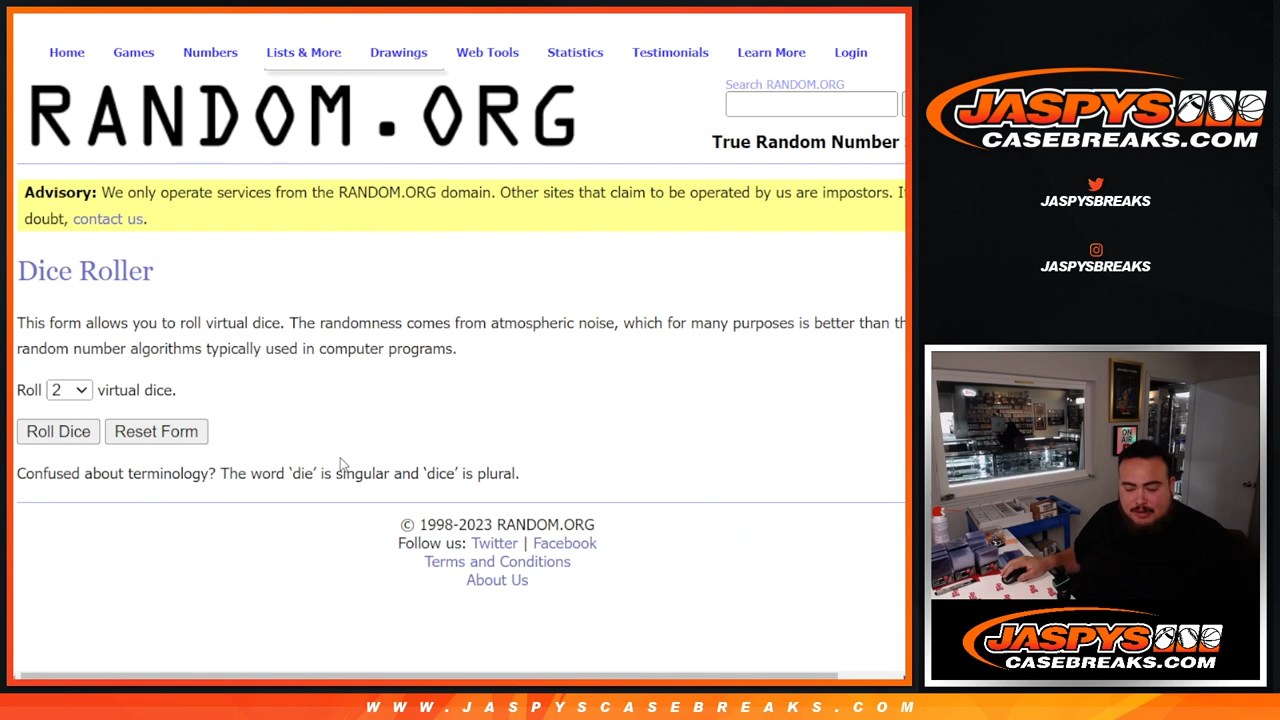 Home Games Numbers Lists & More Drawings Web Tools Statistics Testimonials Learn More Login
RANDOM.ORG
Search RANDOM.ORG
True Random Number
Advisory: We only operate services from the RANDOM.ORG domain. Other sites that claim to be operated by us are impostors. I
doubt, contact us.
Dice Roller
This form allows you to roll virtual dice. The randomness comes from atmospheric noise, which for many purposes is better than th
random number algorithms typically used in computer programs.
Roll 2 virtual dice.
Roll Dice Reset Form
Confused about terminology? The word ‘die’ is singular and ‘dice’ is plural.
© 1998-2023 RANDOM.ORG
Follow us: Twitter | Facebook
Terms and Conditions
About Us
JASPYS
CASEBREAKS.COM
JASPYSBREAKS
JASPYSBREAKS
ON
AIR
JASPYS
CASEBREAKS.COM
WWW.JASPYSCASEBREAKS.COM